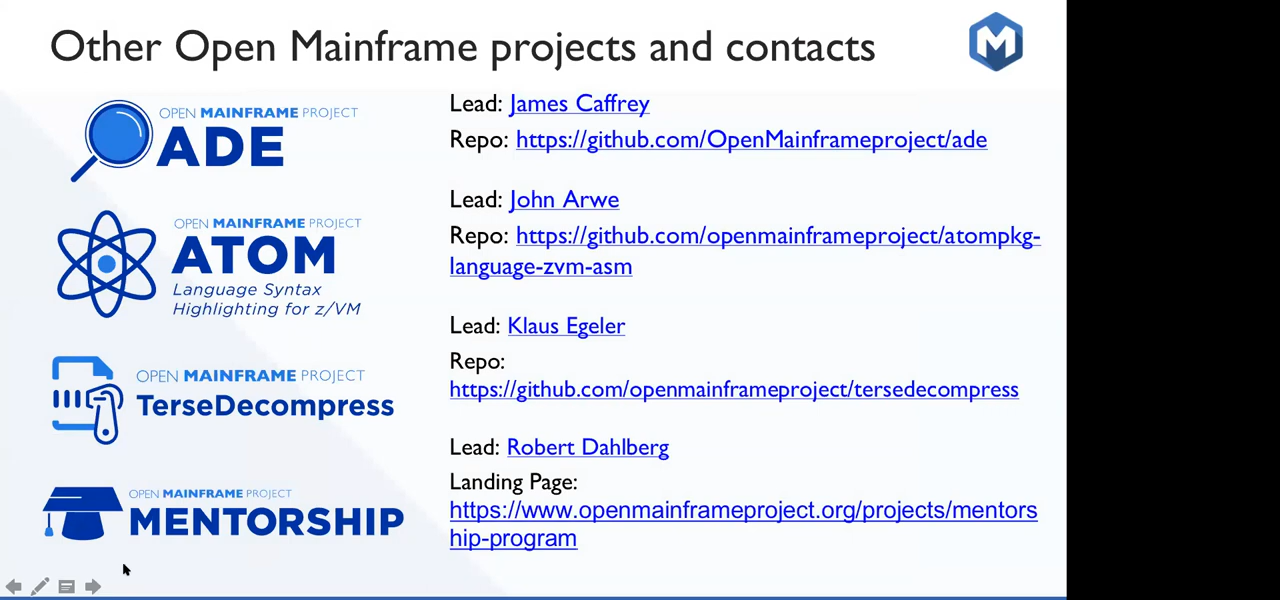 Other Open Mainframe projects and contacts
M
OPEN MAINFRAME PROJECT
ADE
Lead: James Caffrey
Repo: https://github.com/OpenMainframeproject/ade
OPEN MAINFRAME PROJECT
ATOM
Language Syntax
Highlighting for z/VM
Lead: John Arwe
Repo: https://github.com/openmainframeproject/atompkg-
language-zvm-asm
OPEN MAINFRAME PROJECT
TerseDecompress
Lead: Klaus Egeler
Repo:
https://github.com/openmainframeproject/tersedecompress
OPEN MAINFRAME PROJECT
MENTORSHIP
Lead: Robert Dahlberg
Landing Page:
https://www.openmainframeproject.org/projects/mentors
hip-program